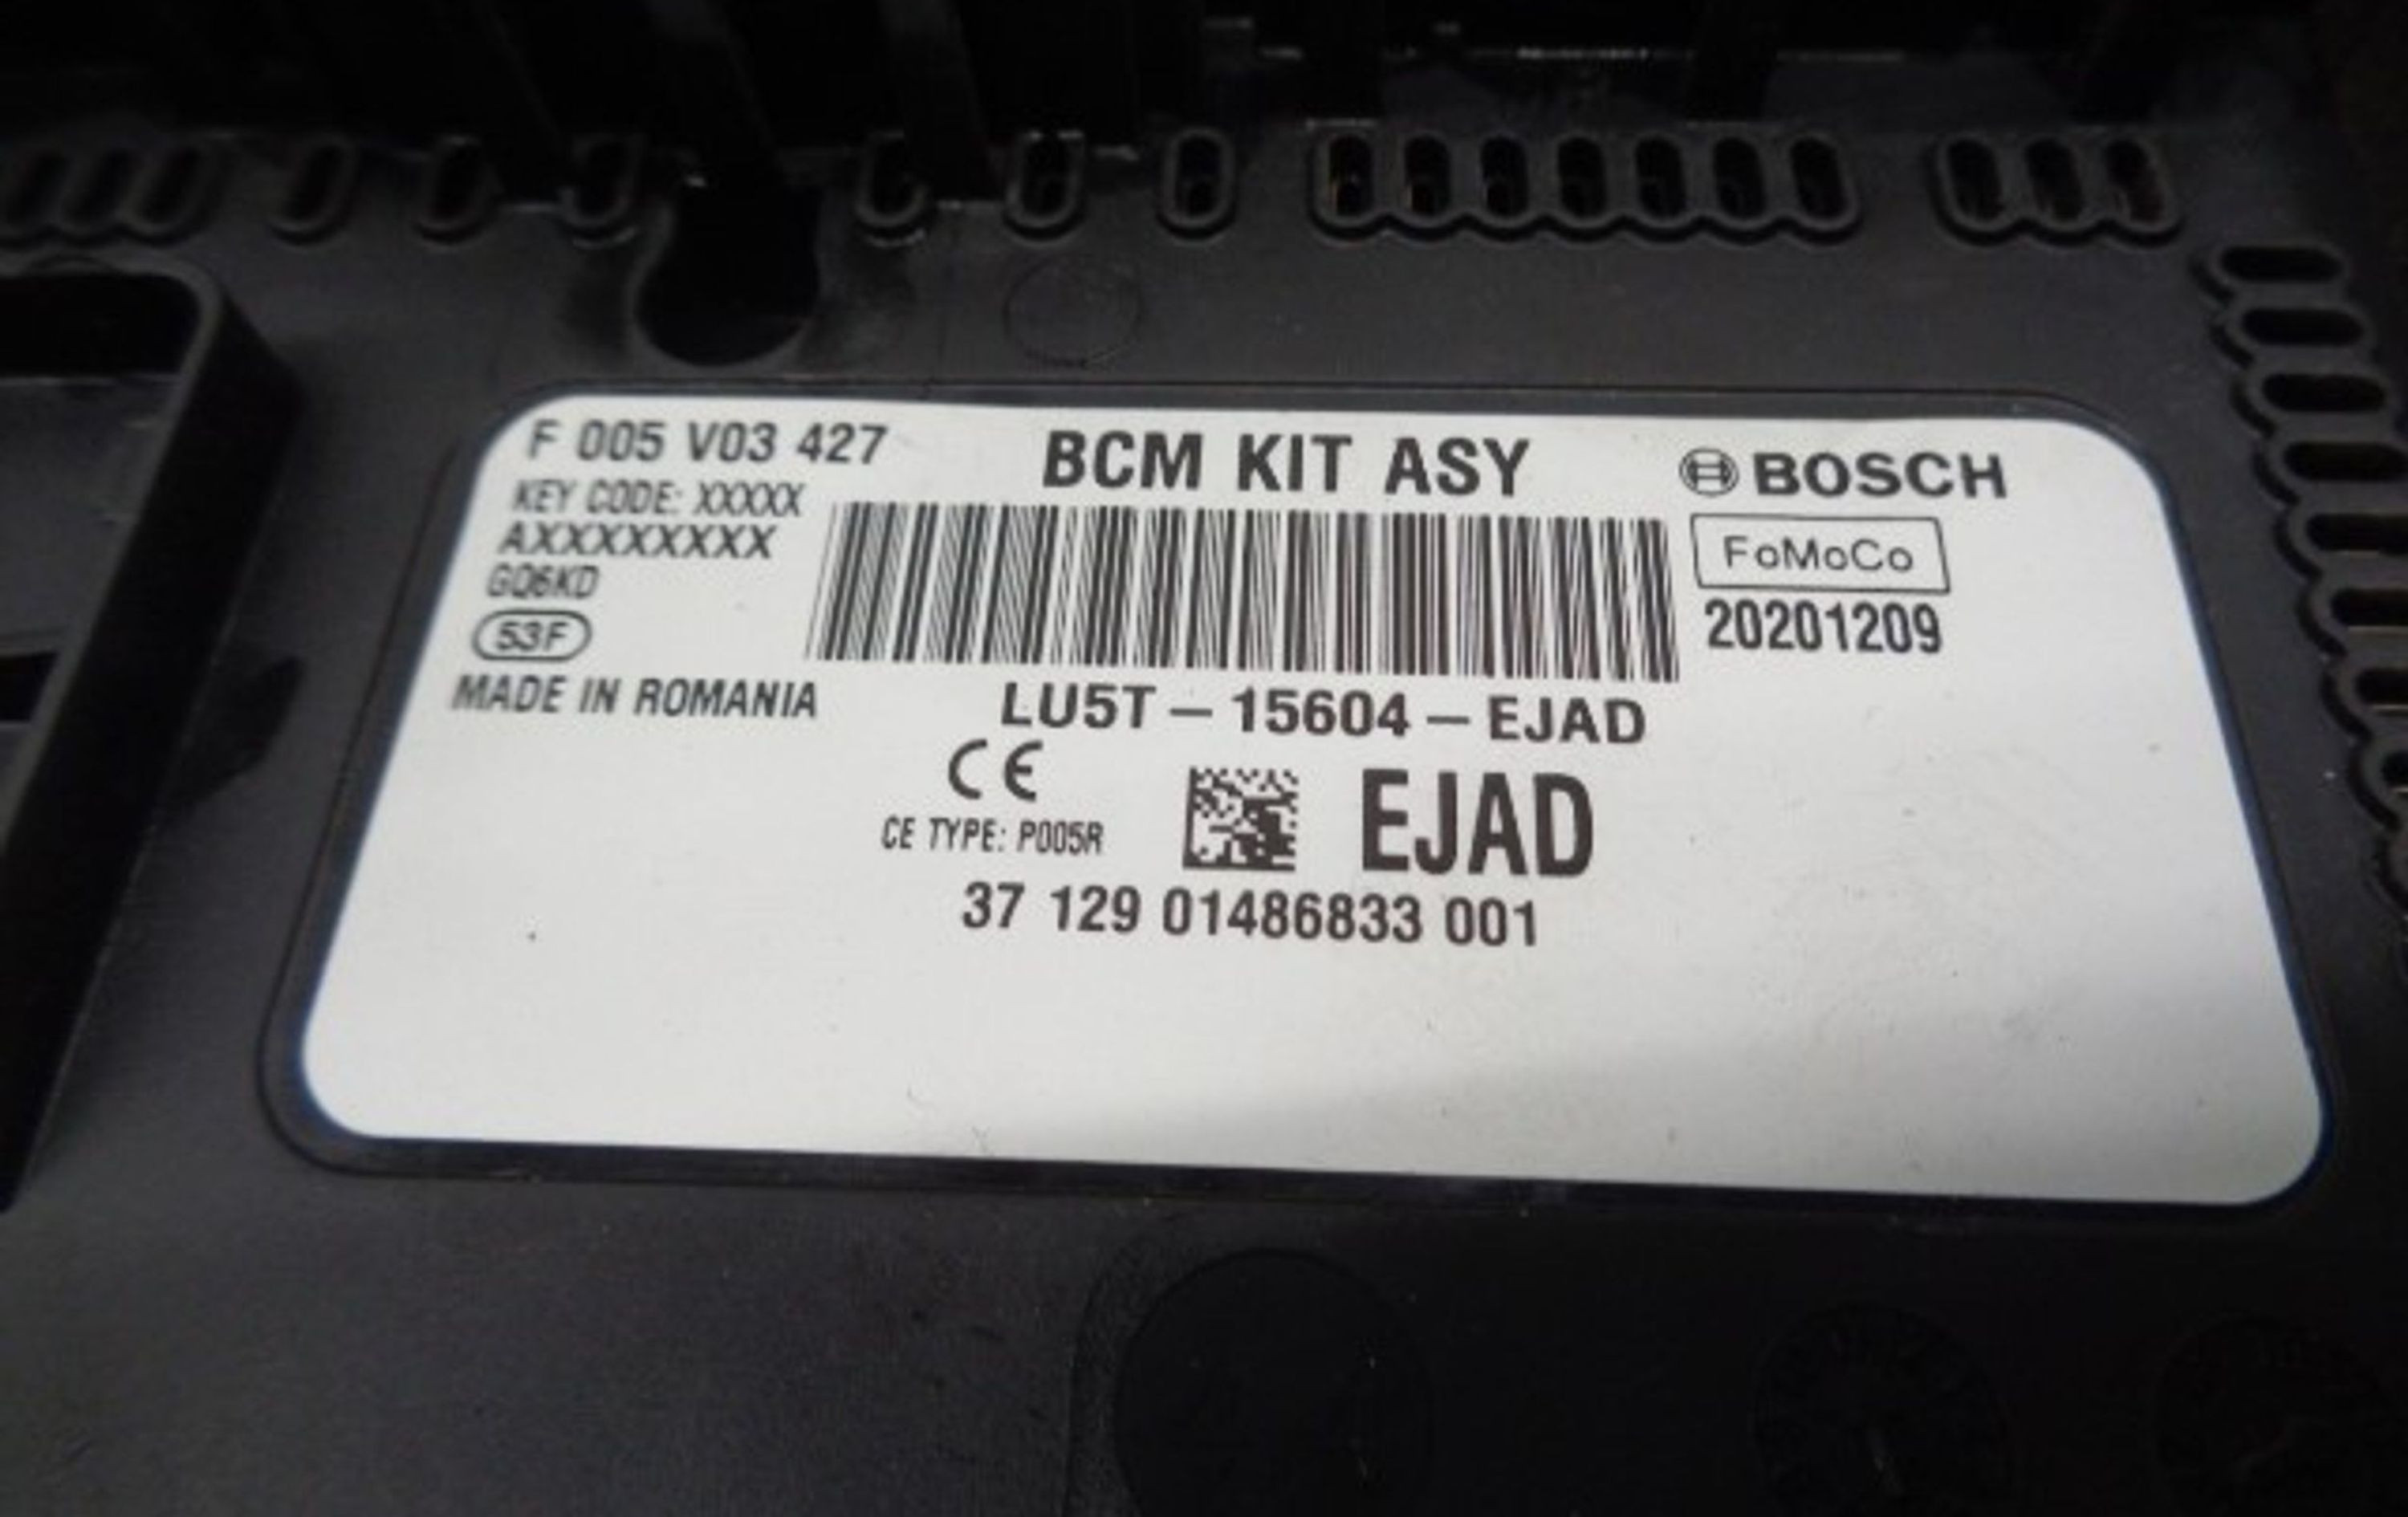 F 005 V03 427
BCM KIT ASY
BOSCH
KEY CODE: XXXXX
AXXXXXXXXX
FoMoCo
GQ6KD
20201209
53F
MADE IN ROMANIA
LU5T-15604-EJAD
CE
CE TYPE: P005R
EJAD
37 129 01486833 001